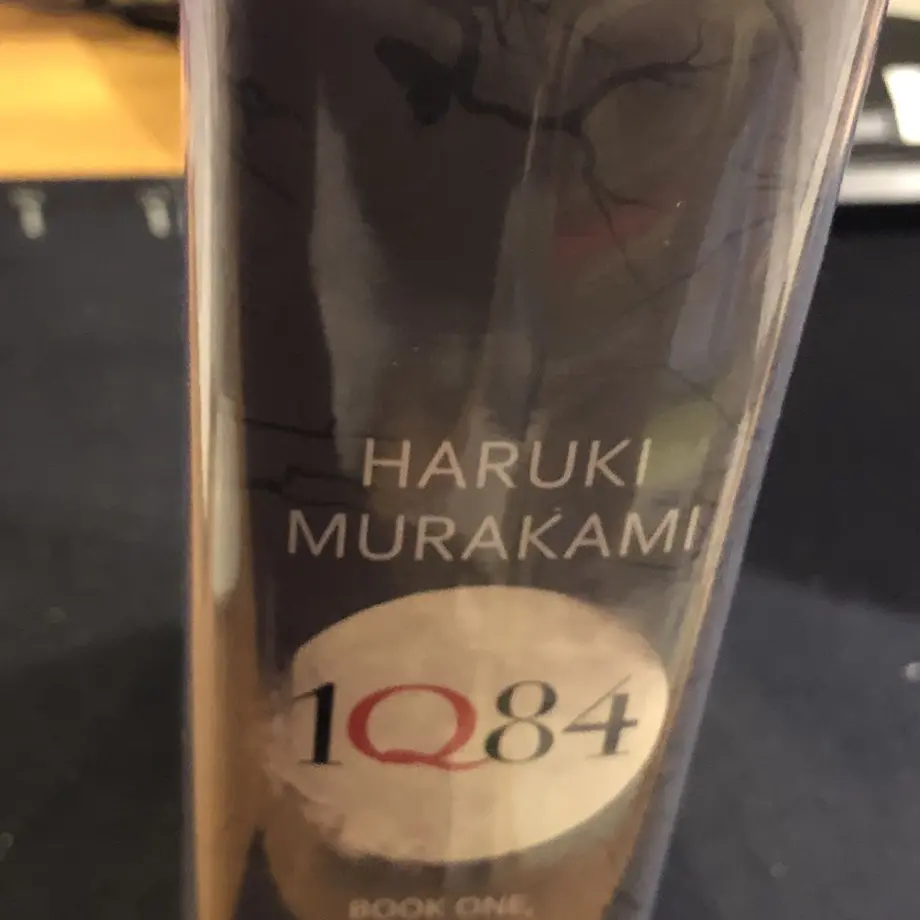 HARUKI
MURAKAMI
1Q84
BOOK ONE,